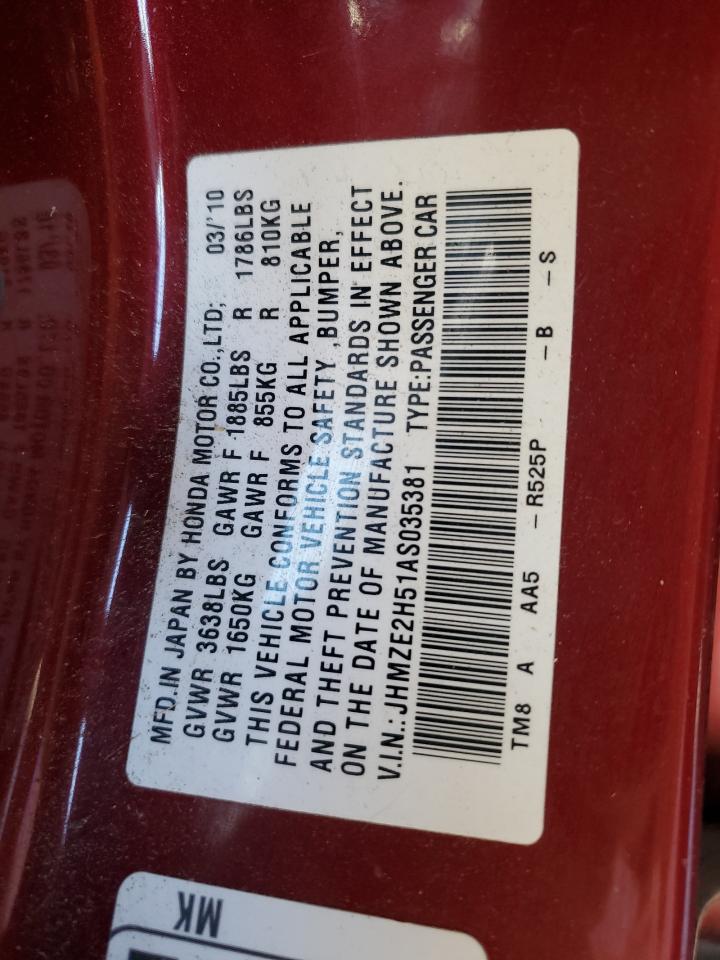 MFD.IN JAPAN BY HONDA MOTOR CO.,LTD; 03/'10
GVWR 3638LBS GAWR F 1885LBS R 1786LBS
GVWR 1650KG GAWR F 855KG R 810KG
THIS VEHICLE CONFORMS TO ALL APPLICABLE
FEDERAL MOTOR VEHICLE SAFETY ,BUMPER,
AND THEFT PREVENTION STANDARDS IN EFFECT
ON THE DATE OF MANUFACTURE SHOWN ABOVE.
V.I.N.: JHMZE2H51AS035381 TYPE:PASSENGER CAR
TM8 A AA5 – R525P – B – S
MK